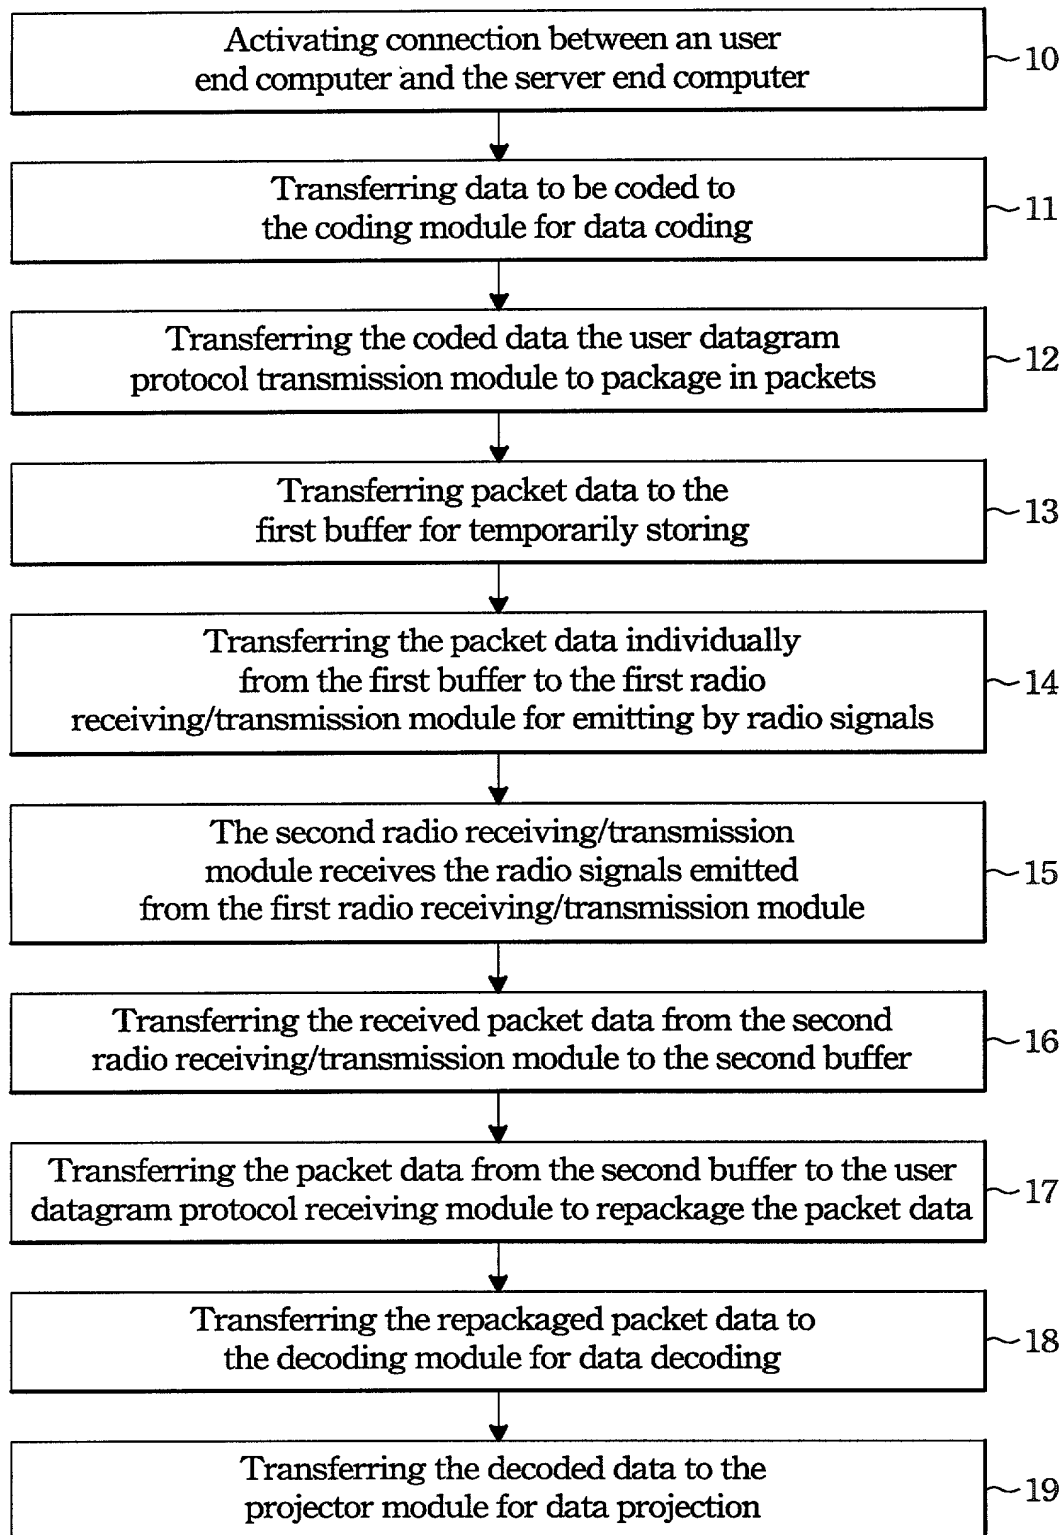 Activating connection between an user
end computer and the server end computer
10
Transferring data to be coded to
the coding module for data coding
11
Transferring the coded data the user datagram
protocol transmission module to package in packets
12
Transferring packet data to the
first buffer for temporarily storing
13
Transferring the packet data individually
from the first buffer to the first radio
receiving/transmission module for emitting by radio signals
14
The second radio receiving/transmission
module receives the radio signals emitted
from the first radio receiving/transmission module
15
Transferring the received packet data from the second
radio receiving/transmission module to the second buffer
16
Transferring the packet data from the second buffer to the user
datagram protocol receiving module to repackage the packet data
17
Transferring the repackaged packet data to
the decoding module for data decoding
18
Transferring the decoded data to the
projector module for data projection
19